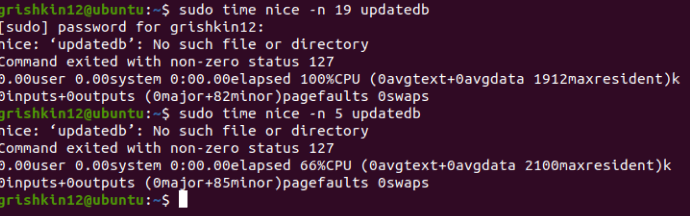 grishkin12@ubuntu:~$ sudo time nice -n 19 updatedb
[sudo] password for grishkin12:
nice: ‘updatedb’: No such file or directory
Command exited with non-zero status 127
0.00user 0.00system 0:00.00elapsed 100%CPU (0avgtext+0avgdata 1912maxresident)k
0inputs+0outputs (0major+82minor)pagefaults 0swaps
grishkin12@ubuntu:~$ sudo time nice -n 5 updatedb
nice: ‘updatedb’: No such file or directory
Command exited with non-zero status 127
0.00user 0.00system 0:00.00elapsed 66%CPU (0avgtext+0avgdata 2100maxresident)k
0inputs+0outputs (0major+85minor)pagefaults 0swaps
grishkin12@ubuntu:~$